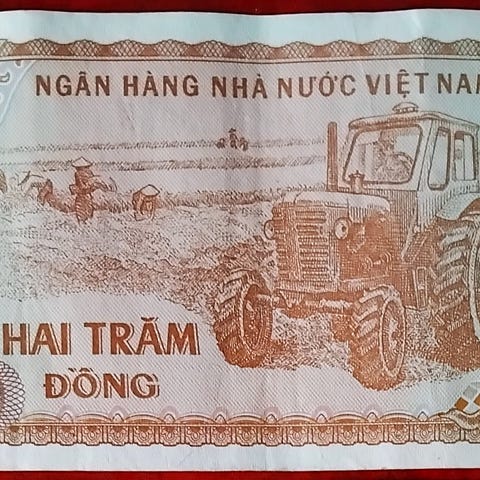 NGÂN HÀNG NHÀ NƯỚC VIỆT NAM
HAI TRĂM
ĐỒNG